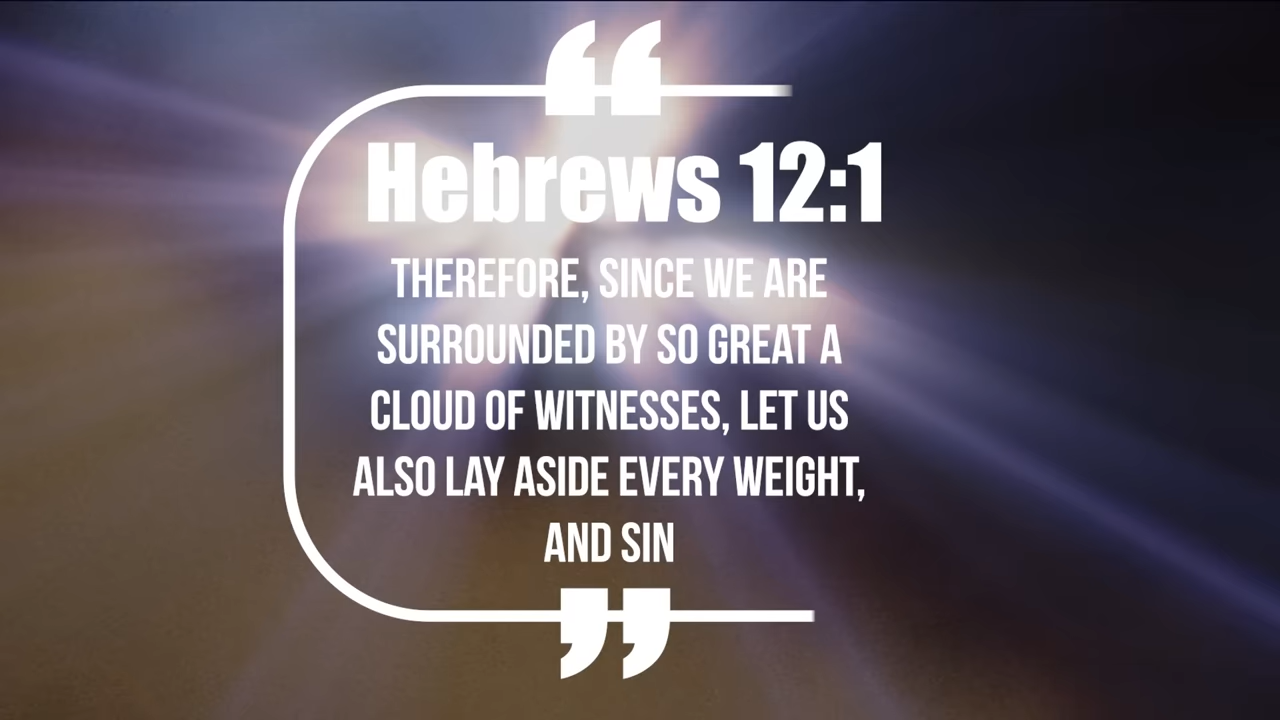 “
Hebrews 12:1
THEREFORE, SINCE WE ARE
SURROUNDED BY SO GREAT A
CLOUD OF WITNESSES, LET US
ALSO LAY ASIDE EVERY WEIGHT,
AND SIN
”